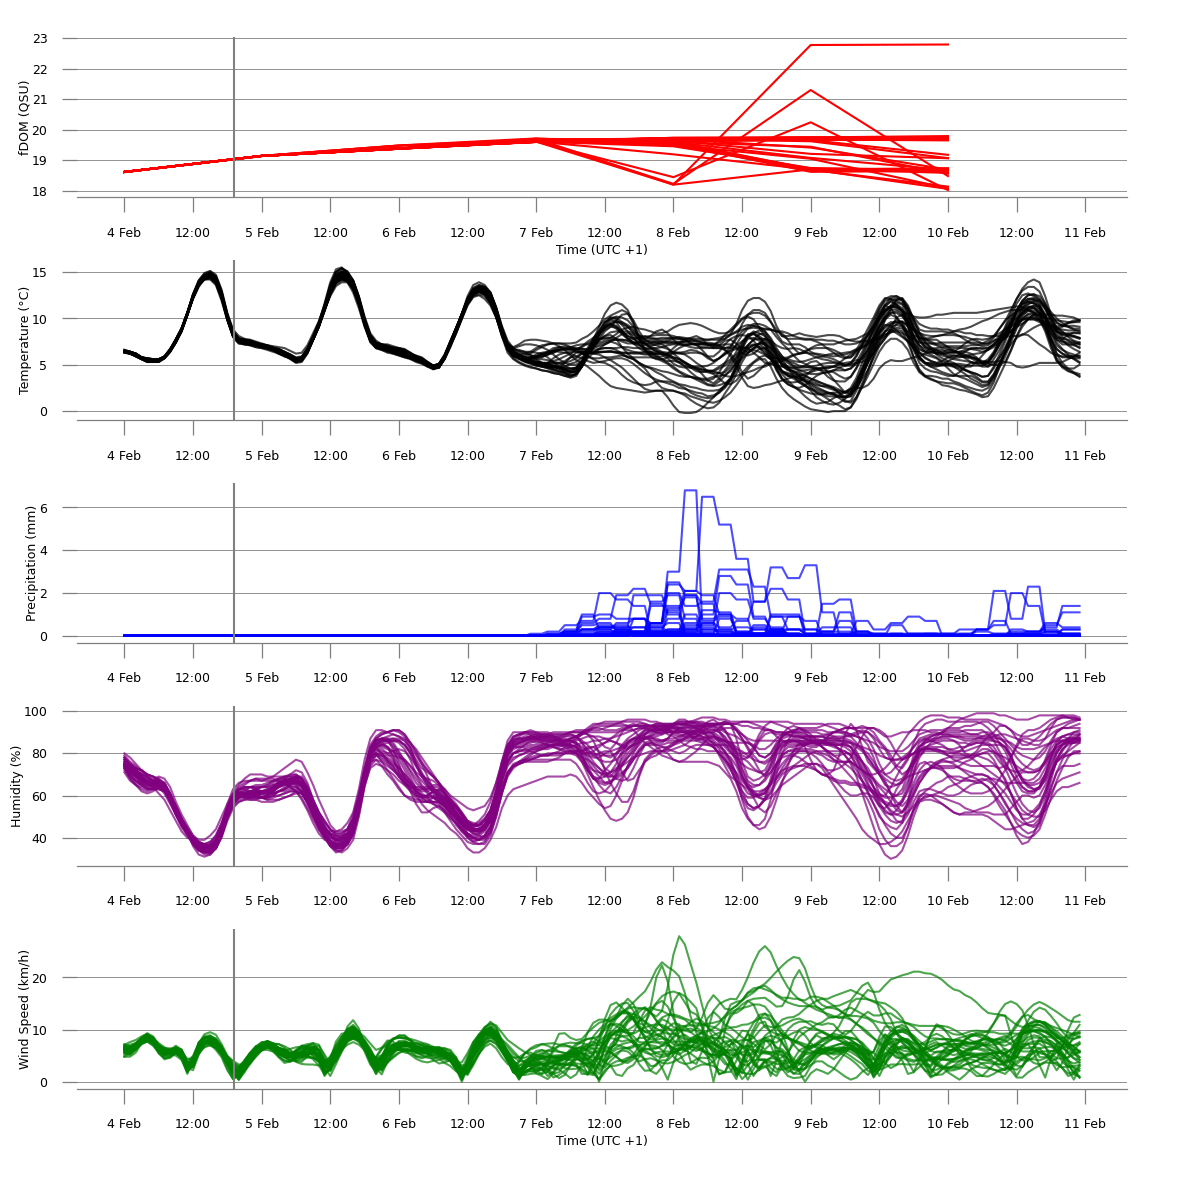 23
22
21
20
19
18
fDOM (QSU)
4 Feb 12:00 5 Feb 12:00 6 Feb 12:00 7 Feb 12:00 8 Feb 12:00 9 Feb 12:00 10 Feb 12:00 11 Feb
Time (UTC +1)
15
10
5
0
Temperature (°C)
4 Feb 12:00 5 Feb 12:00 6 Feb 12:00 7 Feb 12:00 8 Feb 12:00 9 Feb 12:00 10 Feb 12:00 11 Feb
6
4
2
0
Precipitation (mm)
4 Feb 12:00 5 Feb 12:00 6 Feb 12:00 7 Feb 12:00 8 Feb 12:00 9 Feb 12:00 10 Feb 12:00 11 Feb
100
80
60
40
Humidity (%)
4 Feb 12:00 5 Feb 12:00 6 Feb 12:00 7 Feb 12:00 8 Feb 12:00 9 Feb 12:00 10 Feb 12:00 11 Feb
20
10
0
Wind Speed (km/h)
4 Feb 12:00 5 Feb 12:00 6 Feb 12:00 7 Feb 12:00 8 Feb 12:00 9 Feb 12:00 10 Feb 12:00 11 Feb
Time (UTC +1)